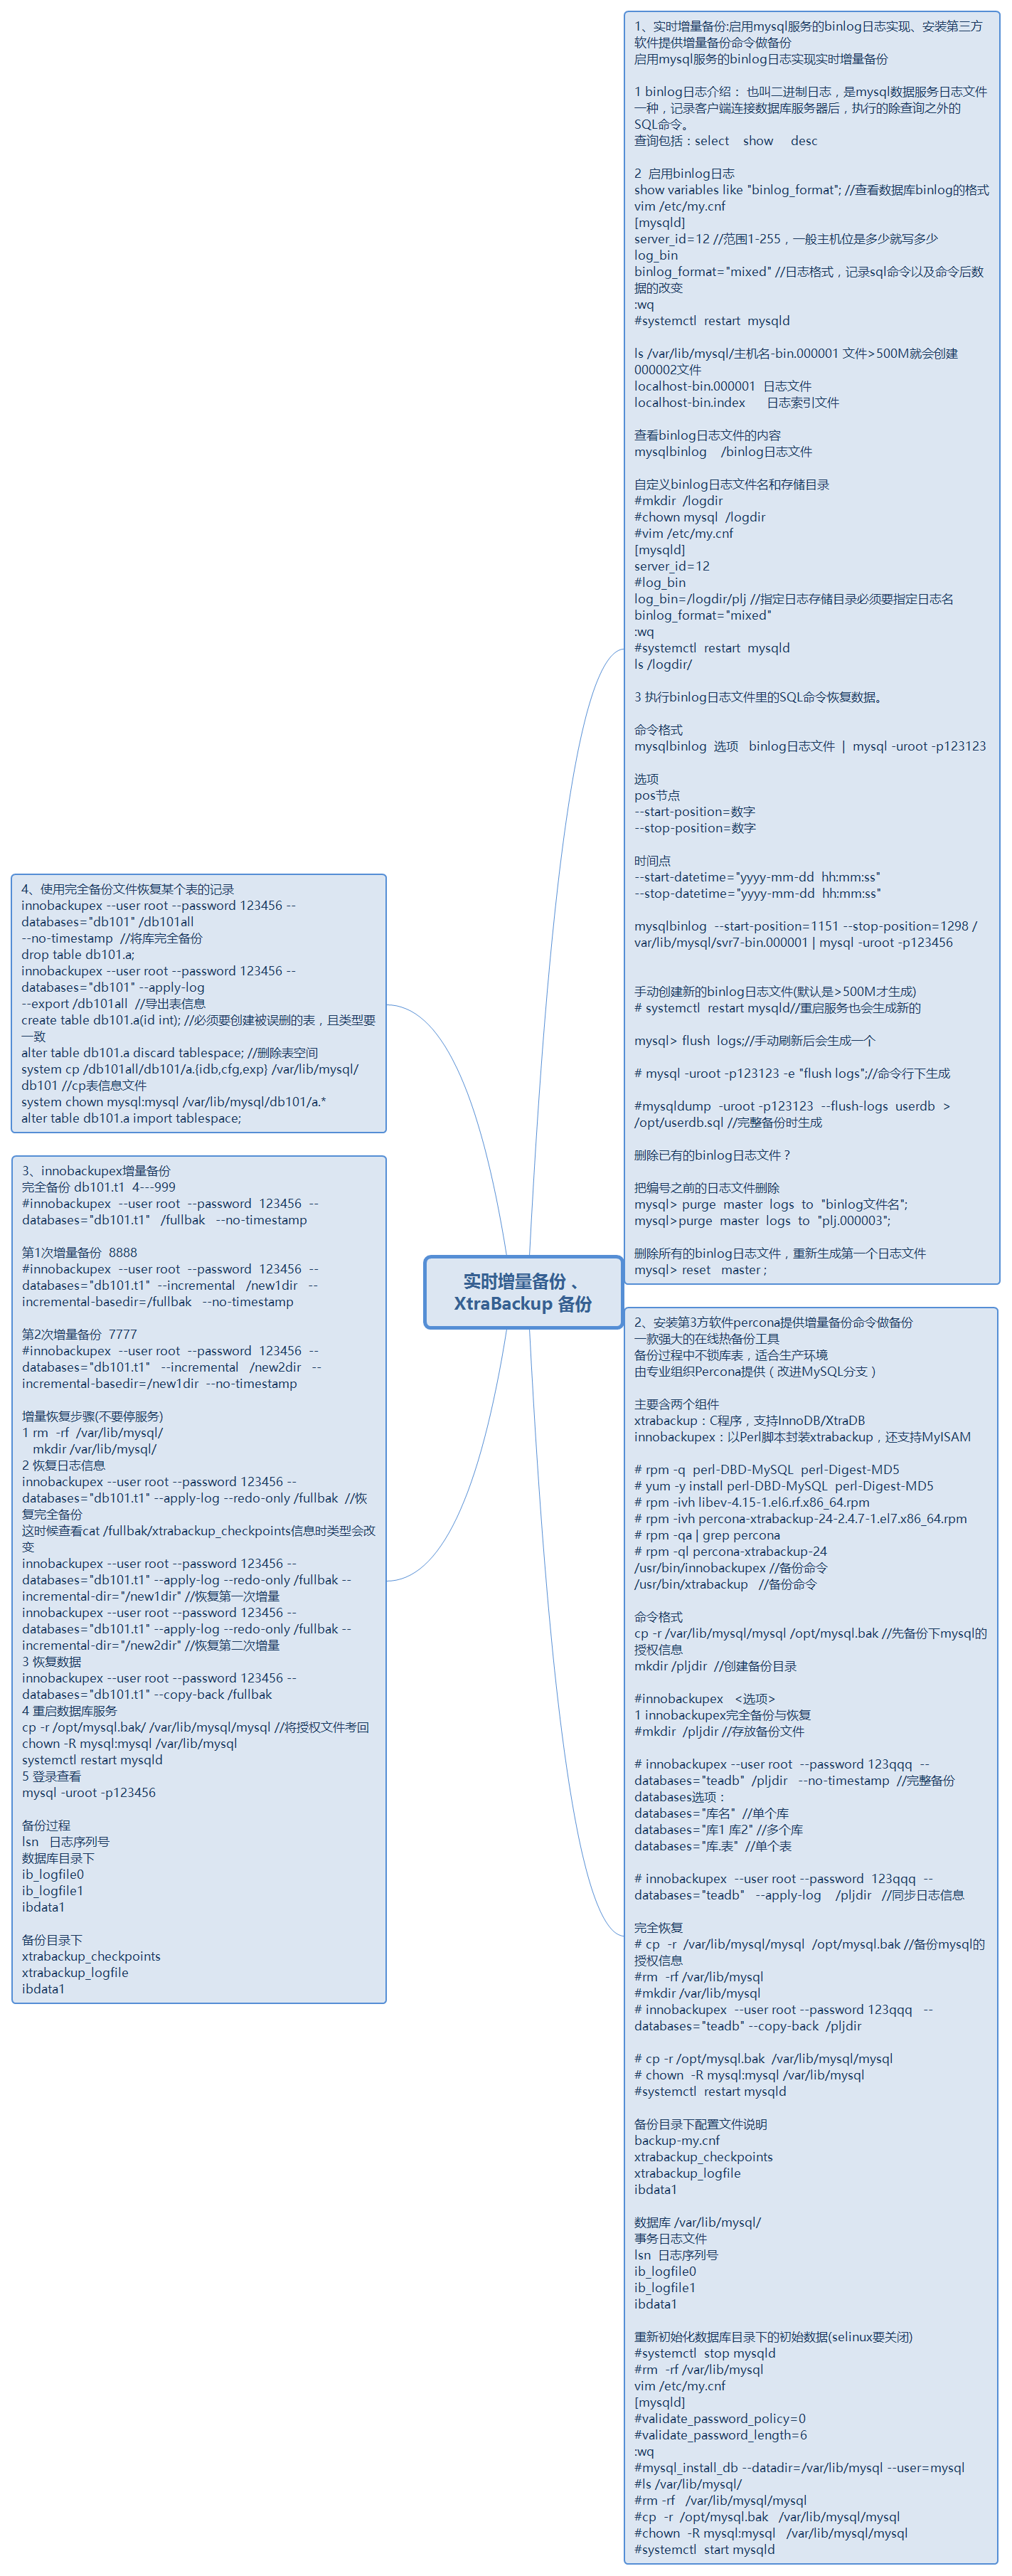 实时增量备份 、
XtraBackup 备份
1、实时增量备份:启用mysql服务的binlog日志实现、安装第三方
软件提供增量备份命令做备份
启用mysql服务的binlog日志实现实时增量备份
1 binlog日志介绍： 也叫二进制日志，是mysql数据服务日志文件
一种，记录客户端连接数据库服务器后，执行的除查询之外的
SQL命令。
查询包括：select    show     desc
2  启用binlog日志
show variables like "binlog_format"; //查看数据库binlog的格式
vim /etc/my.cnf
[mysqld]
server_id=12 //范围1-255，一般主机位是多少就写多少
log_bin
binlog_format="mixed" //日志格式，记录sql命令以及命令后数
据的改变
:wq
#systemctl  restart  mysqld
ls /var/lib/mysql/主机名-bin.000001 文件>500M就会创建
000002文件
localhost-bin.000001  日志文件
localhost-bin.index      日志索引文件
查看binlog日志文件的内容
mysqlbinlog    /binlog日志文件
自定义binlog日志文件名和存储目录
#mkdir  /logdir
#chown mysql  /logdir
#vim /etc/my.cnf
[mysqld]
server_id=12
#log_bin
log_bin=/logdir/plj //指定日志存储目录必须要指定日志名
binlog_format="mixed"
:wq
#systemctl  restart  mysqld
ls /logdir/
3 执行binlog日志文件里的SQL命令恢复数据。
命令格式
mysqlbinlog  选项   binlog日志文件  |  mysql -uroot -p123123
选项
pos节点
--start-position=数字
--stop-position=数字
时间点
--start-datetime="yyyy-mm-dd  hh:mm:ss"
--stop-datetime="yyyy-mm-dd  hh:mm:ss"
mysqlbinlog  --start-position=1151 --stop-position=1298 /
var/lib/mysql/svr7-bin.000001 | mysql -uroot -p123456
手动创建新的binlog日志文件(默认是>500M才生成)
# systemctl  restart mysqld//重启服务也会生成新的
mysql> flush  logs;//手动刷新后会生成一个
# mysql -uroot -p123123 -e "flush logs";//命令行下生成
#mysqldump  -uroot -p123123  --flush-logs  userdb  >
/opt/userdb.sql //完整备份时生成
删除已有的binlog日志文件？
把编号之前的日志文件删除
mysql> purge  master  logs  to  "binlog文件名";
mysql>purge  master  logs  to  "plj.000003";
删除所有的binlog日志文件，重新生成第一个日志文件
mysql> reset   master ;
2、安装第3方软件percona提供增量备份命令做备份
一款强大的在线热备份工具
备份过程中不锁库表，适合生产环境
由专业组织Percona提供（改进MySQL分支）
主要含两个组件
xtrabackup：C程序，支持InnoDB/XtraDB
innobackupex：以Perl脚本封装xtrabackup，还支持MyISAM
# rpm -q  perl-DBD-MySQL  perl-Digest-MD5
# yum -y install perl-DBD-MySQL  perl-Digest-MD5
# rpm -ivh libev-4.15-1.el6.rf.x86_64.rpm
# rpm -ivh percona-xtrabackup-24-2.4.7-1.el7.x86_64.rpm
# rpm -qa | grep percona
# rpm -ql percona-xtrabackup-24
/usr/bin/innobackupex //备份命令
/usr/bin/xtrabackup   //备份命令
命令格式
cp -r /var/lib/mysql/mysql /opt/mysql.bak //先备份下mysql的
授权信息
mkdir /pljdir  //创建备份目录
#innobackupex   <选项>
1 innobackupex完全备份与恢复
#mkdir  /pljdir //存放备份文件
# innobackupex --user root  --password 123qqq  --
databases="teadb"  /pljdir   --no-timestamp  //完整备份
databases选项：
databases="库名"  //单个库
databases="库1 库2" //多个库
databases="库.表"  //单个表
# innobackupex  --user root --password  123qqq  --
databases="teadb"   --apply-log    /pljdir   //同步日志信息
完全恢复
# cp  -r  /var/lib/mysql/mysql  /opt/mysql.bak //备份mysql的
授权信息
#rm  -rf /var/lib/mysql
#mkdir /var/lib/mysql
# innobackupex  --user root --password 123qqq   --
databases="teadb" --copy-back  /pljdir
# cp -r /opt/mysql.bak  /var/lib/mysql/mysql
# chown  -R mysql:mysql /var/lib/mysql
#systemctl  restart mysqld
备份目录下配置文件说明
backup-my.cnf
xtrabackup_checkpoints
xtrabackup_logfile
ibdata1
数据库 /var/lib/mysql/
事务日志文件
lsn  日志序列号
ib_logfile0
ib_logfile1
ibdata1
重新初始化数据库目录下的初始数据(selinux要关闭)
#systemctl  stop mysqld
#rm  -rf /var/lib/mysql
vim /etc/my.cnf
[mysqld]
#validate_password_policy=0
#validate_password_length=6
:wq
#mysql_install_db --datadir=/var/lib/mysql --user=mysql
#ls /var/lib/mysql/
#rm -rf   /var/lib/mysql/mysql
#cp  -r  /opt/mysql.bak   /var/lib/mysql/mysql
#chown  -R mysql:mysql   /var/lib/mysql/mysql
#systemctl  start mysqld
3、innobackupex增量备份
完全备份 db101.t1  4---999
#innobackupex  --user root  --password  123456  --
databases="db101.t1"   /fullbak   --no-timestamp
第1次增量备份  8888
#innobackupex  --user root  --password  123456  --
databases="db101.t1"  --incremental   /new1dir   --
incremental-basedir=/fullbak   --no-timestamp
第2次增量备份  7777
#innobackupex  --user root  --password  123456  --
databases="db101.t1"   --incremental   /new2dir   --
incremental-basedir=/new1dir  --no-timestamp
增量恢复步骤(不要停服务)
1 rm  -rf  /var/lib/mysql/
mkdir /var/lib/mysql/
2 恢复日志信息
innobackupex --user root --password 123456 --
databases="db101.t1" --apply-log --redo-only /fullbak  //恢
复完全备份
这时候查看cat /fullbak/xtrabackup_checkpoints信息时类型会改
变
innobackupex --user root --password 123456 --
databases="db101.t1" --apply-log --redo-only /fullbak --
incremental-dir="/new1dir" //恢复第一次增量
innobackupex --user root --password 123456 --
databases="db101.t1" --apply-log --redo-only /fullbak --
incremental-dir="/new2dir" //恢复第二次增量
3 恢复数据
innobackupex --user root --password 123456 --
databases="db101.t1" --copy-back /fullbak
4 重启数据库服务
cp -r /opt/mysql.bak/ /var/lib/mysql/mysql //将授权文件考回
chown -R mysql:mysql /var/lib/mysql
systemctl restart mysqld
5 登录查看
mysql -uroot -p123456
备份过程
lsn   日志序列号
数据库目录下
ib_logfile0
ib_logfile1
ibdata1
备份目录下
xtrabackup_checkpoints
xtrabackup_logfile
ibdata1
4、使用完全备份文件恢复某个表的记录
innobackupex --user root --password 123456 --
databases="db101" /db101all
--no-timestamp  //将库完全备份
drop table db101.a;
innobackupex --user root --password 123456 --
databases="db101" --apply-log
--export /db101all  //导出表信息
create table db101.a(id int); //必须要创建被误删的表，且类型要
一致
alter table db101.a discard tablespace; //删除表空间
system cp /db101all/db101/a.{idb,cfg,exp} /var/lib/mysql/
db101 //cp表信息文件
system chown mysql:mysql /var/lib/mysql/db101/a.*
alter table db101.a import tablespace;